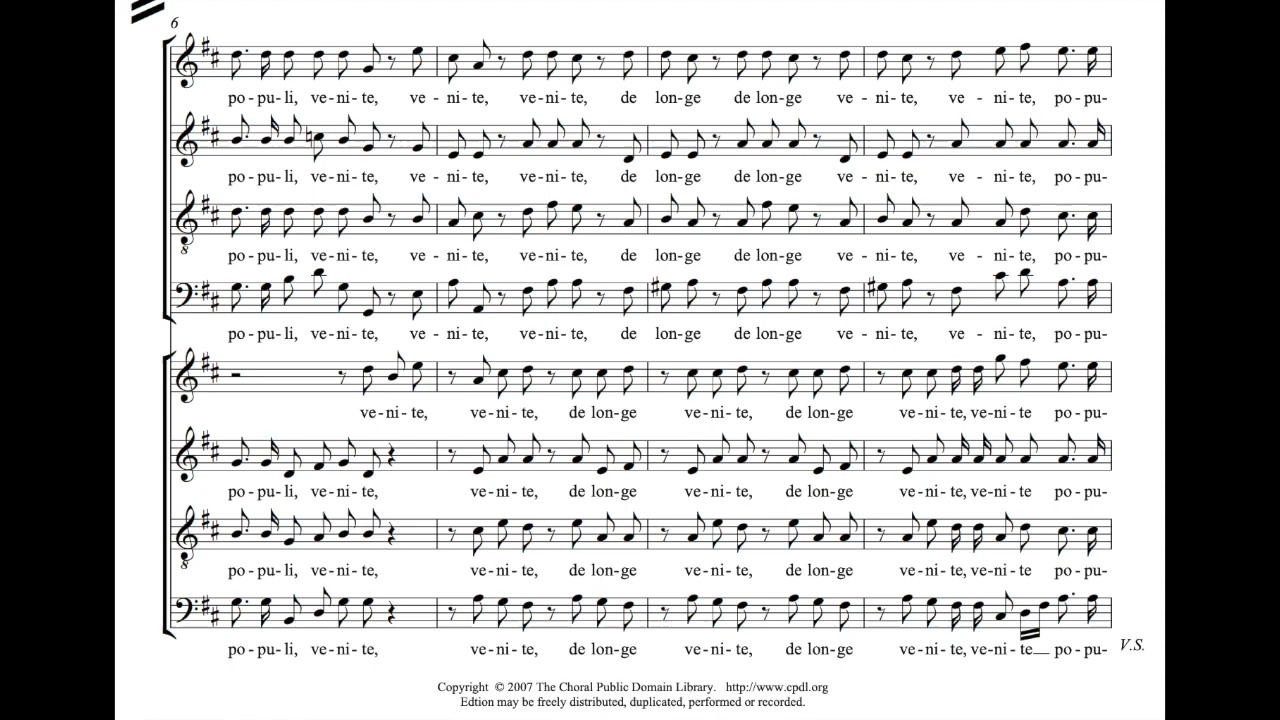 6
po-pu-li, ve-ni-te, ve-ni-te, ve-ni-te, de lon-ge de lon-ge ve-ni-te, ve-ni-te, po-pu-
po-pu-li, ve-ni-te, ve-ni-te, ve-ni-te, de lon-ge de lon-ge ve-ni-te, ve-ni-te, po-pu-
8
po-pu-li, ve-ni-te, ve-ni-te, ve-ni-te, de lon-ge de lon-ge ve-ni-te, ve-ni-te, po-pu-
po-pu-li, ve-ni-te, ve-ni-te, ve-ni-te, de lon-ge de lon-ge ve-ni-te, ve-ni-te, po-pu-
ve-ni-te, ve-ni-te, de lon-ge ve-ni-te, de lon-ge ve-ni-te, ve-ni-te po-pu-
po-pu-li, ve-ni-te, ve-ni-te, de lon-ge ve-ni-te, de lon-ge ve-ni-te, ve-ni-te po-pu-
8
po-pu-li, ve-ni-te, ve-ni-te, de lon-ge ve-ni-te, de lon-ge ve-ni-te, ve-ni-te po-pu-
po-pu-li, ve-ni-te, ve-ni-te, de lon-ge ve-ni-te, de lon-ge ve-ni-te, ve-ni-te__ po-pu-
V.S.
Copyright © 2007 The Choral Public Domain Library. http://www.cpdl.org
Edtion may be freely distributed, duplicated, performed or recorded.